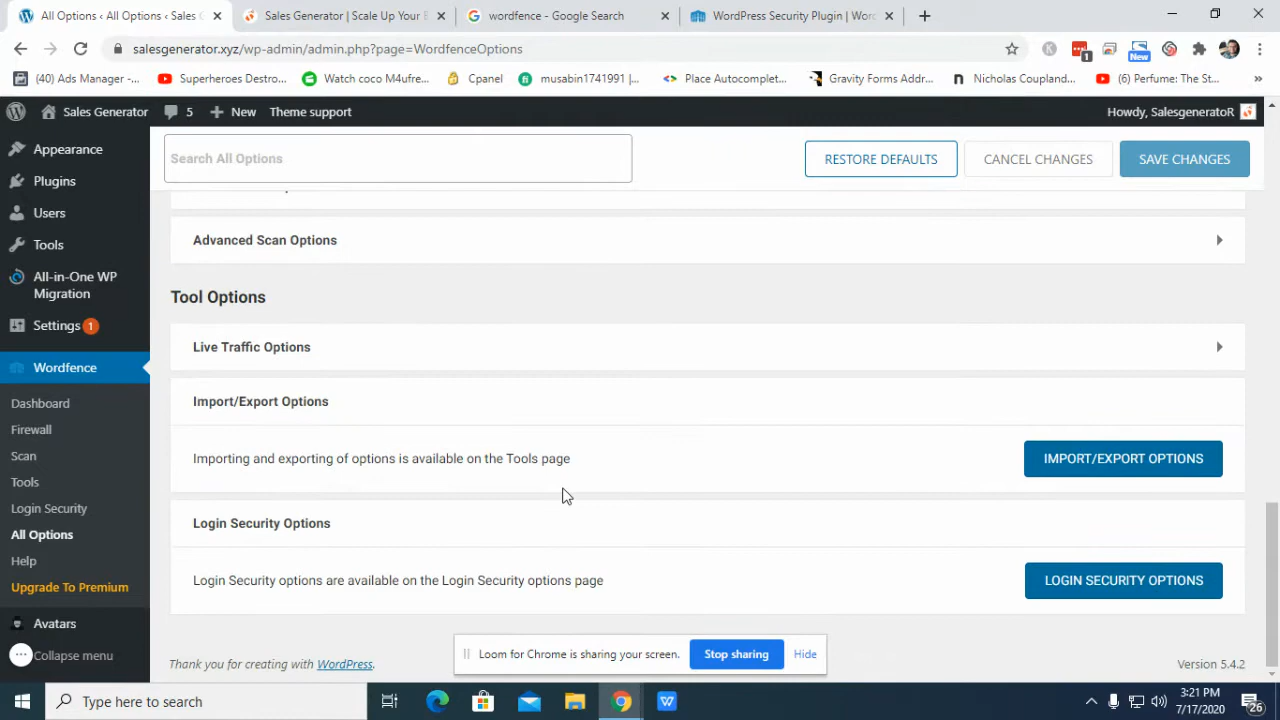 All Options ‹ All Options ‹ Sales G
Sales Generator | Scale Up Your B
wordfence - Google Search
WordPress Security Plugin | Word
salesgenerator.xyz/wp-admin/admin.php?page=WordfenceOptions
1
New
(40) Ads Manager -...
Superheroes Destro...
Watch coco M4ufre...
Cpanel
musabin1741991 |...
Place Autocomplet...
Gravity Forms Addr...
Nicholas Coupland...
(6) Perfume: The St...
Sales Generator
5
New
Theme support
Howdy, SalesgeneratoR
Appearance
Plugins
Users
Tools
All-in-One WP
Migration
Settings 1
Wordfence
Dashboard
Firewall
Scan
Tools
Login Security
All Options
Help
Upgrade To Premium
Avatars
Collapse menu
Search All Options
RESTORE DEFAULTS
CANCEL CHANGES
SAVE CHANGES
Advanced Scan Options
Tool Options
Live Traffic Options
Import/Export Options
Importing and exporting of options is available on the Tools page
IMPORT/EXPORT OPTIONS
Login Security Options
Login Security options are available on the Login Security options page
LOGIN SECURITY OPTIONS
Loom for Chrome is sharing your screen.
Stop sharing
Hide
Thank you for creating with WordPress.
Version 5.4.2
Type here to search
3:21 PM
7/17/2020
26